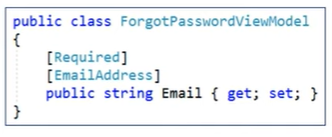 public class ForgotPasswordViewModel
{
    [Required]
    [EmailAddress]
    public string Email { get; set; }
}